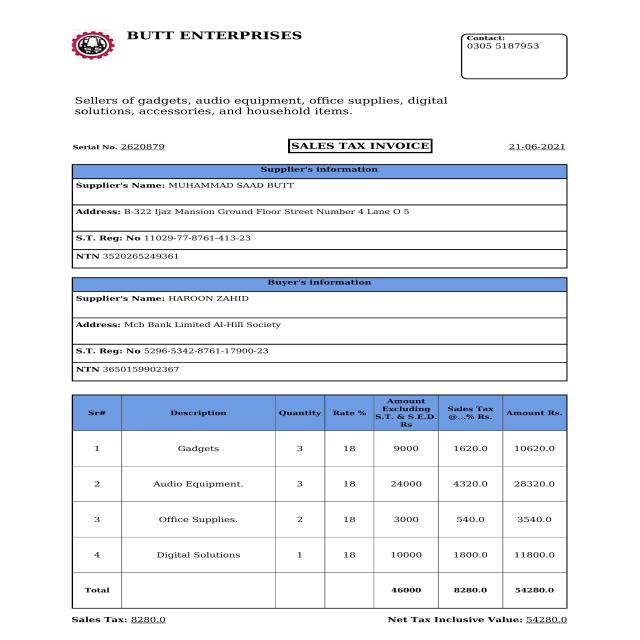 BUTT ENTERPRISES
Contact:
0305 5187953
Sellers of gadgets, audio equipment, office supplies, digital
solutions, accessories, and household items.
Serial No. 2620879 SALES TAX INVOICE 21-06-2021
Supplier's information
Supplier's Name: MUHAMMAD SAAD BUTT
Address: B-322 Ijaz Mansion Ground Floor Street Number 4 Lane O 5
S.T. Reg: No 11029-77-8761-413-23
NTN 3520265249361
Buyer's information
Supplier's Name: HAROON ZAHID
Address: Mcb Bank Limited Al-Hill Society
S.T. Reg: No 5296-5342-8761-17900-23
NTN 3650159902367
Sr# Description Quantity Rate % Amount Excluding S.T. & S.E.D. Rs Sales Tax @...% Rs. Amount Rs.
1 Gadgets 3 18 9000 1620.0 10620.0
2 Audio Equipment. 3 18 24000 4320.0 28320.0
3 Office Supplies. 2 18 3000 540.0 3540.0
4 Digital Solutions 1 18 10000 1800.0 11800.0
Total 46000 8280.0 54280.0
Sales Tax: 8280.0 Net Tax Inclusive Value: 54280.0